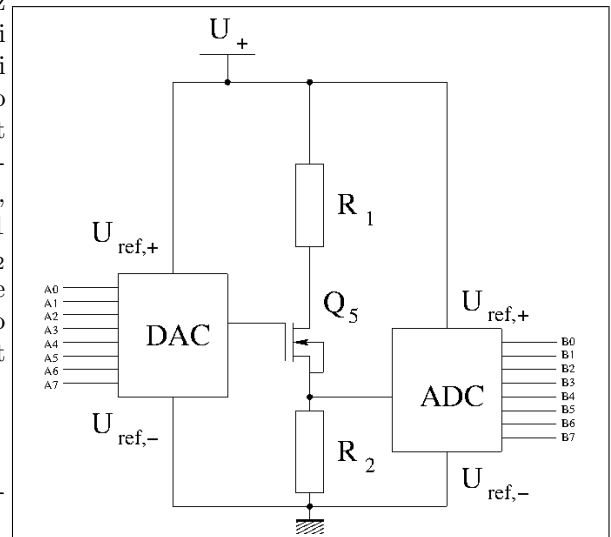 U+
R1
Uref,+
Q5
Uref,+
A0
A1
A2
A3
A4
A5
A6
A7
DAC
ADC
B0
B1
B2
B3
B4
B5
B6
B7
Uref,-
R2
Uref,-